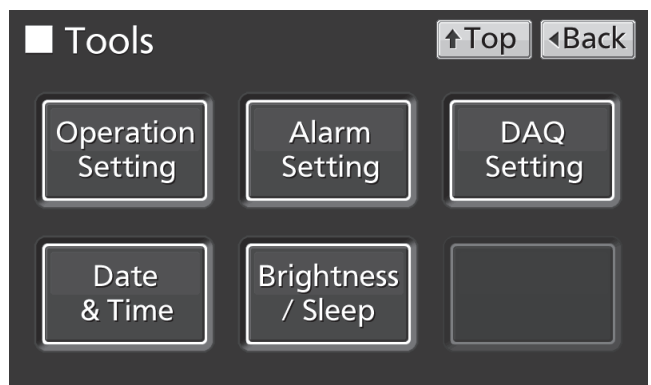 Tools
Top
Back
Operation
Setting
Alarm
Setting
DAQ
Setting
Date
& Time
Brightness
/ Sleep